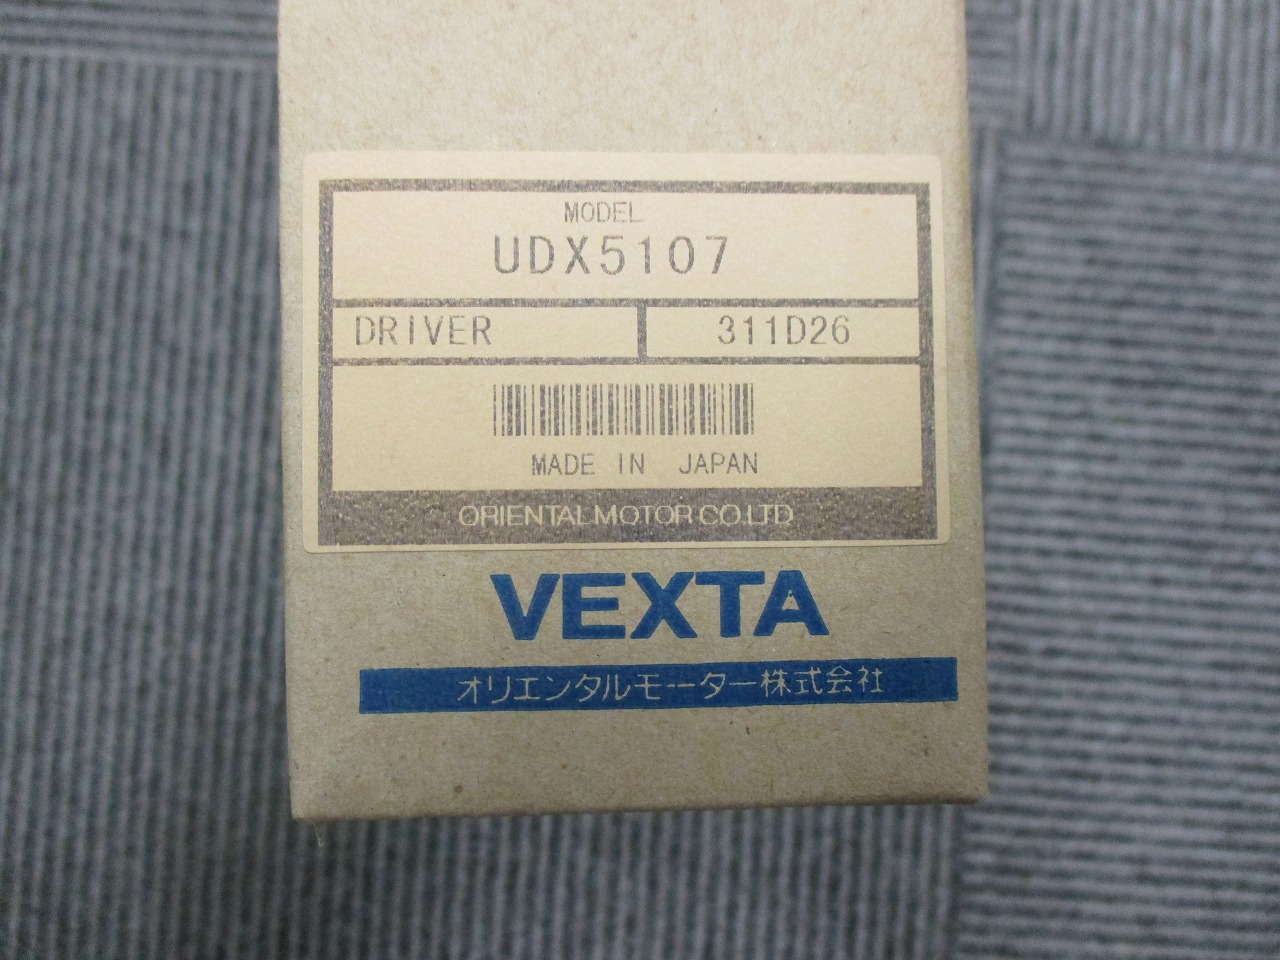 MODEL
UDX5107
DRIVER 311D26
MADE IN JAPAN
ORIENTAL MOTOR CO.LTD
VEXTA
オリエンタルモーター株式会社